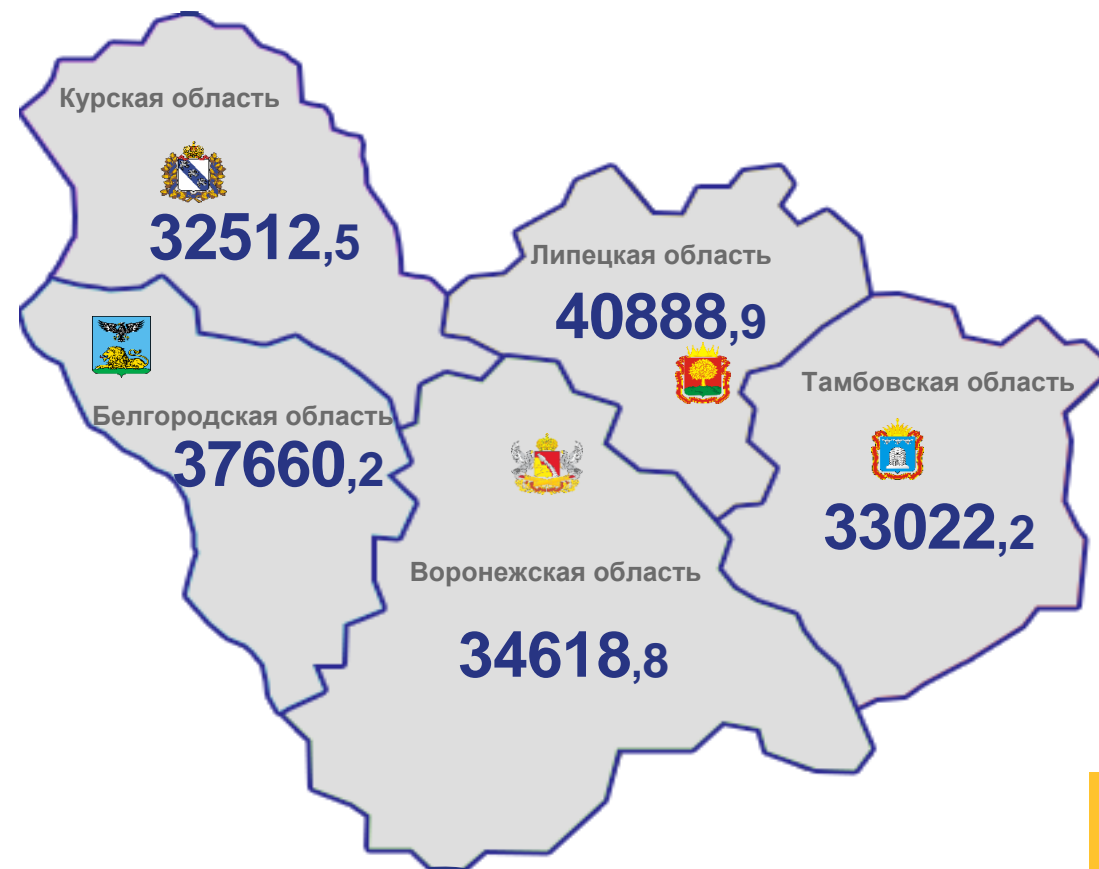 Курская область
32512,5
Липецкая область
40888,9
Тамбовская область
33022,2
Белгородская область
37660,2
Воронежская область
34618,8